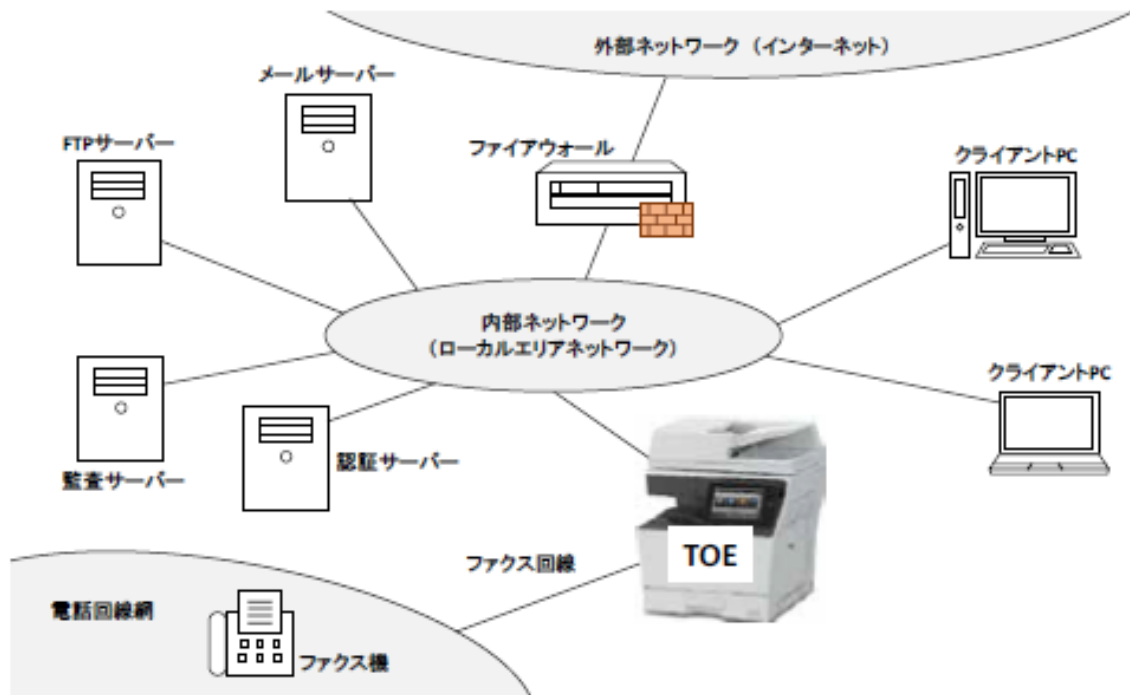 外部ネットワーク（インターネット）
メールサーバー
FTPサーバー
ファイアウォール
クライアントPC
内部ネットワーク
（ローカルエリアネットワーク）
クライアントPC
監査サーバー
認証サーバー
TOE
ファクス回線
電話回線網
ファクス機